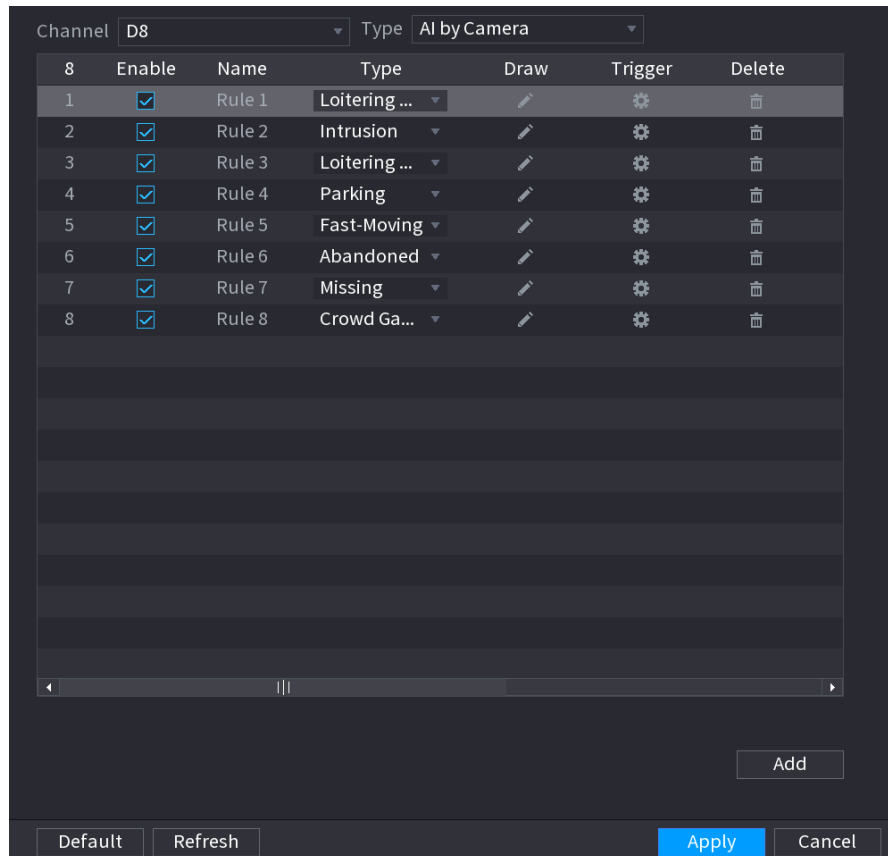 Channel D8 Type AI by Camera
8 Enable Name Type Draw Trigger Delete
1 Rule 1 Loitering ...
2 Rule 2 Intrusion
3 Rule 3 Loitering ...
4 Rule 4 Parking
5 Rule 5 Fast-Moving
6 Rule 6 Abandoned
7 Rule 7 Missing
8 Rule 8 Crowd Ga...
Add
Default Refresh Apply Cancel